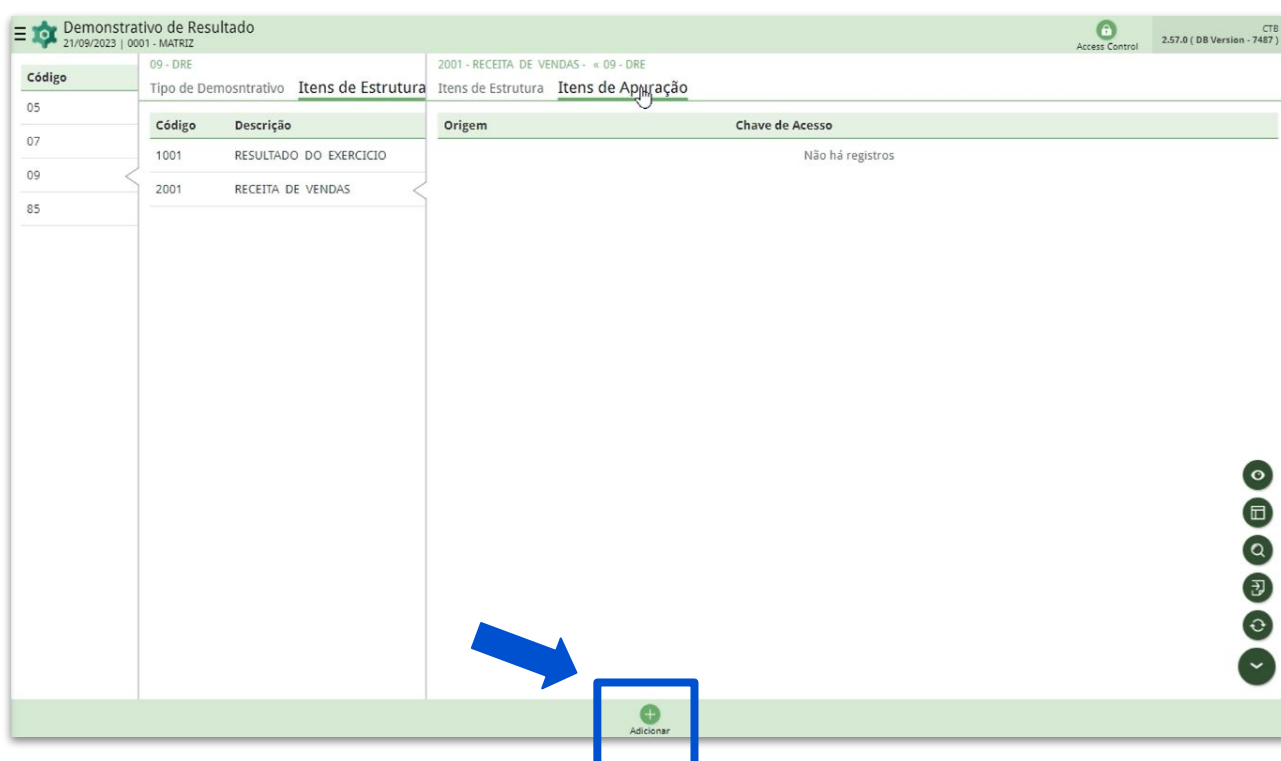 Demonstrativo de Resultado
21/09/2023 | 0001 - MATRIZ
Access Control
CTB
2.57.0 ( DB Version - 7487 )
Código
05
07
09
85
09 - DRE
Tipo de Demosntrativo Itens de Estrutura
Código Descrição
1001 RESULTADO DO EXERCICIO
2001 RECEITA DE VENDAS
2001 - RECEITA DE VENDAS - « 09 - DRE
Itens de Estrutura Itens de Apuração
Origem Chave de Acesso
Não há registros
Adicionar